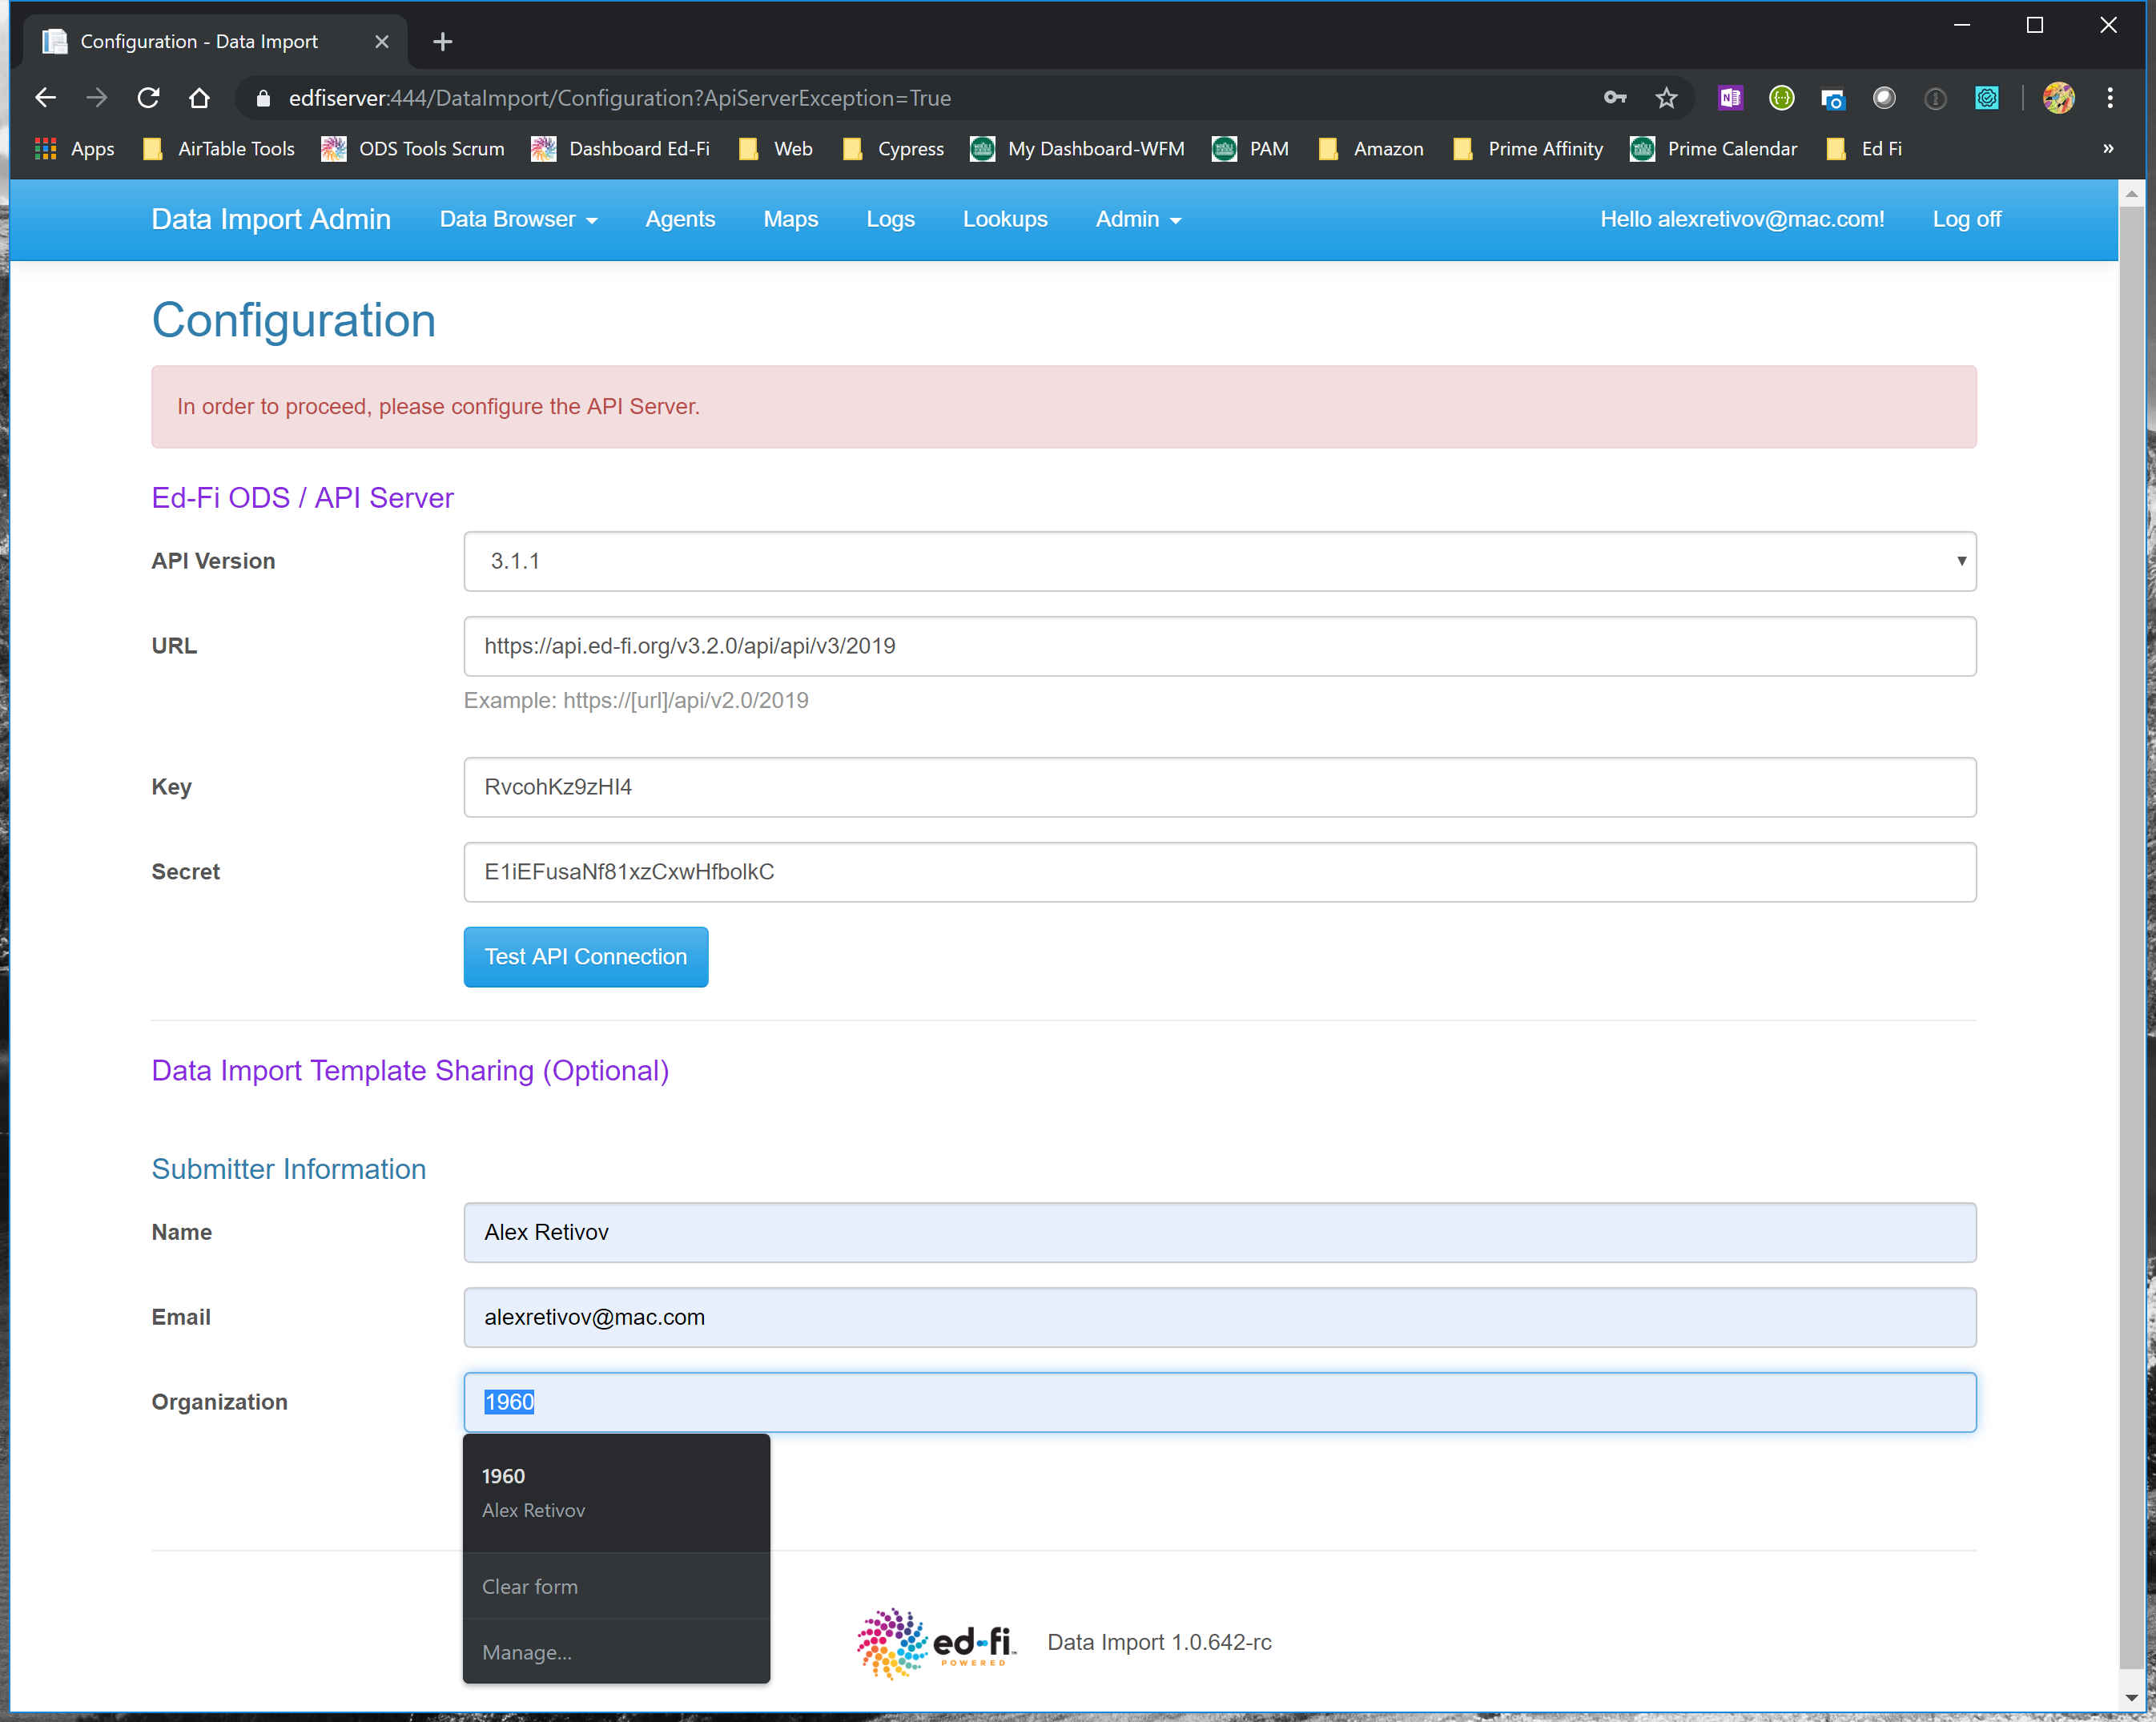 Configuration - Data Import
edfiserver:444/DataImport/Configuration?ApiServerException=True
Apps AirTable Tools ODS Tools Scrum Dashboard Ed-Fi Web Cypress My Dashboard-WFM PAM Amazon Prime Affinity Prime Calendar Ed Fi »
Data Import Admin Data Browser Agents Maps Logs Lookups Admin Hello alexretivov@mac.com! Log off
Configuration
In order to proceed, please configure the API Server.
Ed-Fi ODS / API Server
API Version 3.1.1
URL https://api.ed-fi.org/v3.2.0/api/api/v3/2019
Example: https://[url]/api/v2.0/2019
Key RvcohKz9zHI4
Secret E1iEFusaNf81xzCxwHfbolkC
Test API Connection
Data Import Template Sharing (Optional)
Submitter Information
Name Alex Retivov
Email alexretivov@mac.com
Organization 1960
1960
Alex Retivov
Clear form
Manage...
ed-fi™ POWERED Data Import 1.0.642-rc